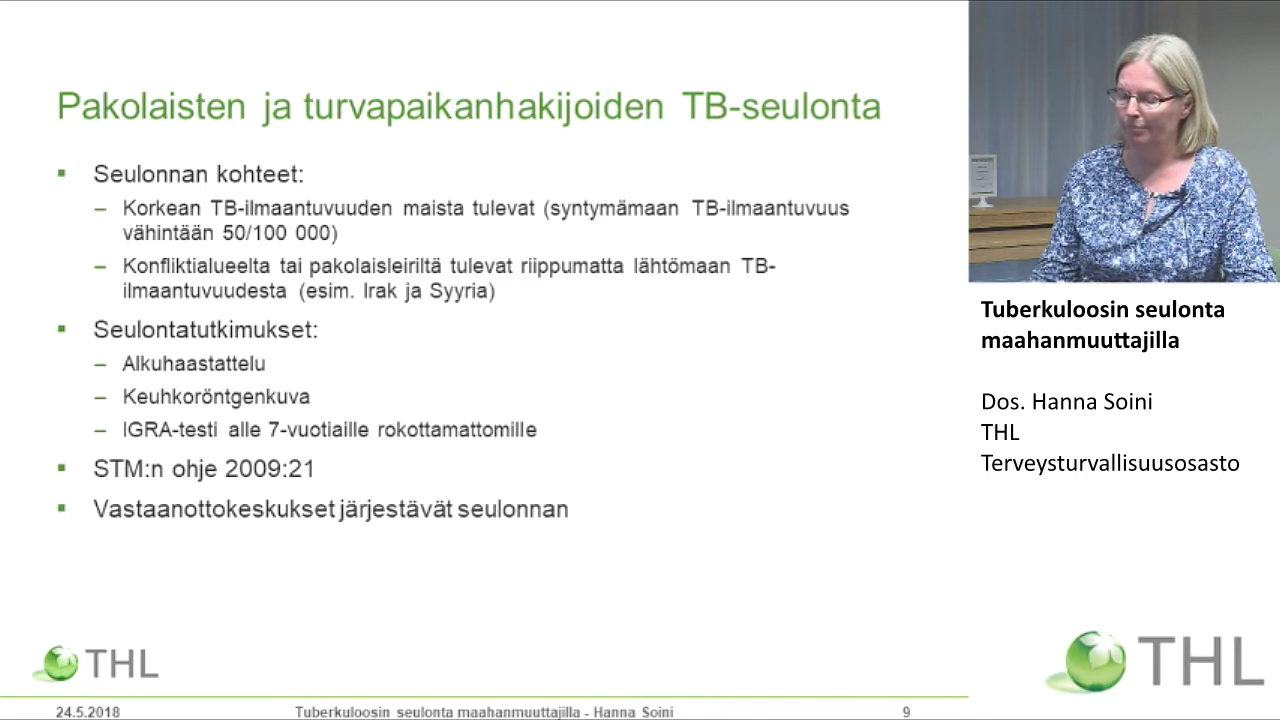 Pakolaisten ja turvapaikanhakijoiden TB-seulonta
▪ Seulonnan kohteet:
– Korkean TB-ilmaantuvuuden maista tulevat (syntymämaan TB-ilmaantuvuus
vähintään 50/100 000)
– Konfliktialueelta tai pakolaisleiriltä tulevat riippumatta lähtömaan TB-
ilmaantuvuudesta (esim. Irak ja Syyria)
▪ Seulontatutkimukset:
– Alkuhaastattelu
– Keuhkoröntgenkuva
– IGRA-testi alle 7-vuotiaille rokottamattomille
▪ STM:n ohje 2009:21
▪ Vastaanottokeskukset järjestävät seulonnan
THL
24.5.2018 Tuberkuloosin seulonta maahanmuuttajilla - Hanna Soini 9
Tuberkuloosin seulonta
maahanmuuttajilla
Dos. Hanna Soini
THL
Terveysturvallisuusosasto
THL